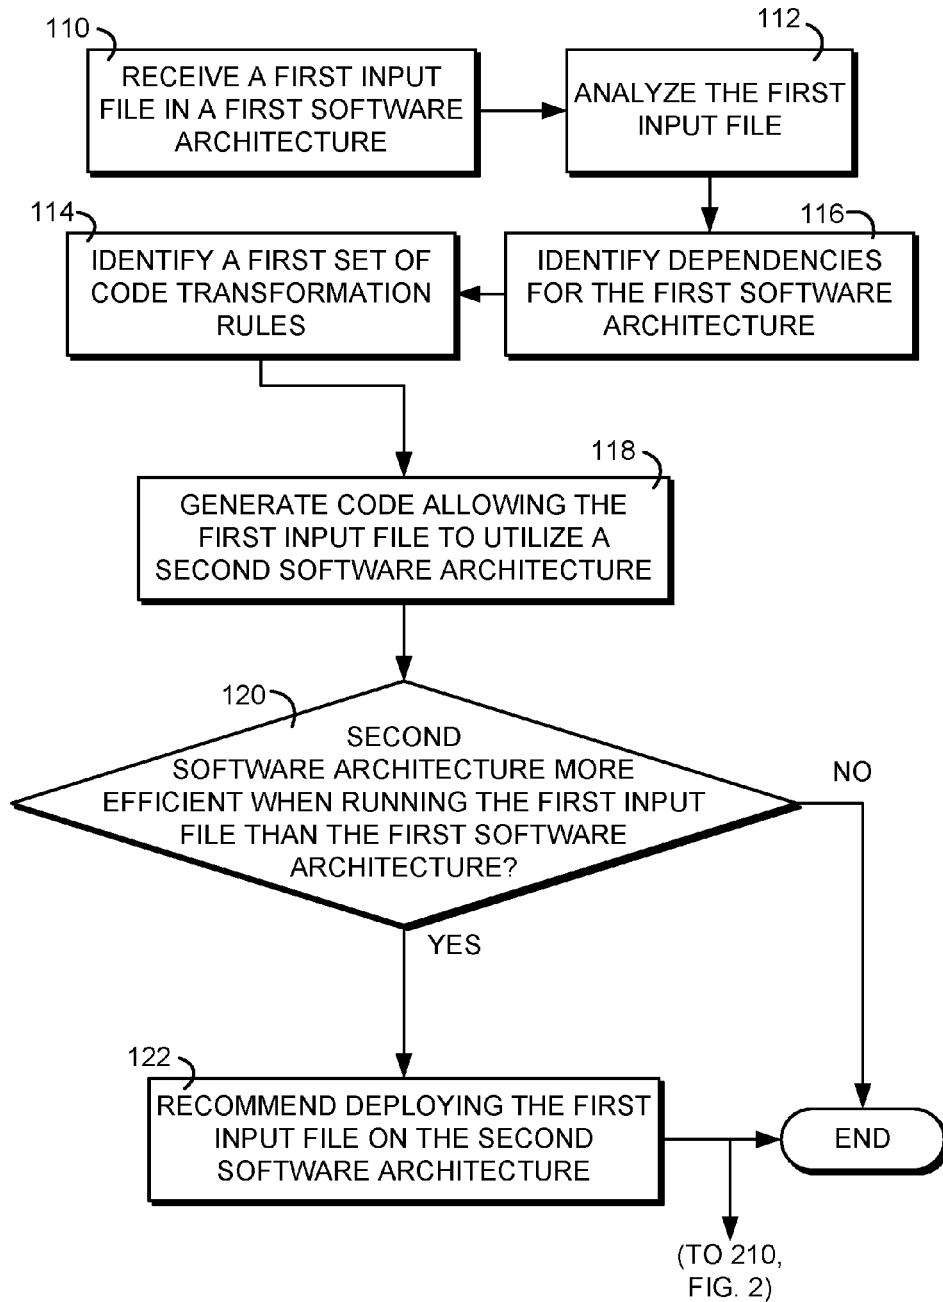 110
RECEIVE A FIRST INPUT
FILE IN A FIRST SOFTWARE
ARCHITECTURE
112
ANALYZE THE FIRST
INPUT FILE
116
IDENTIFY DEPENDENCIES
FOR THE FIRST SOFTWARE
ARCHITECTURE
114
IDENTIFY A FIRST SET OF
CODE TRANSFORMATION
RULES
118
GENERATE CODE ALLOWING THE
FIRST INPUT FILE TO UTILIZE A
SECOND SOFTWARE ARCHITECTURE
120
SECOND
SOFTWARE ARCHITECTURE MORE
EFFICIENT WHEN RUNNING THE FIRST INPUT
FILE THAN THE FIRST SOFTWARE
ARCHITECTURE?
NO
YES
122
RECOMMEND DEPLOYING THE FIRST
INPUT FILE ON THE SECOND
SOFTWARE ARCHITECTURE
END
(TO 210,
FIG. 2)